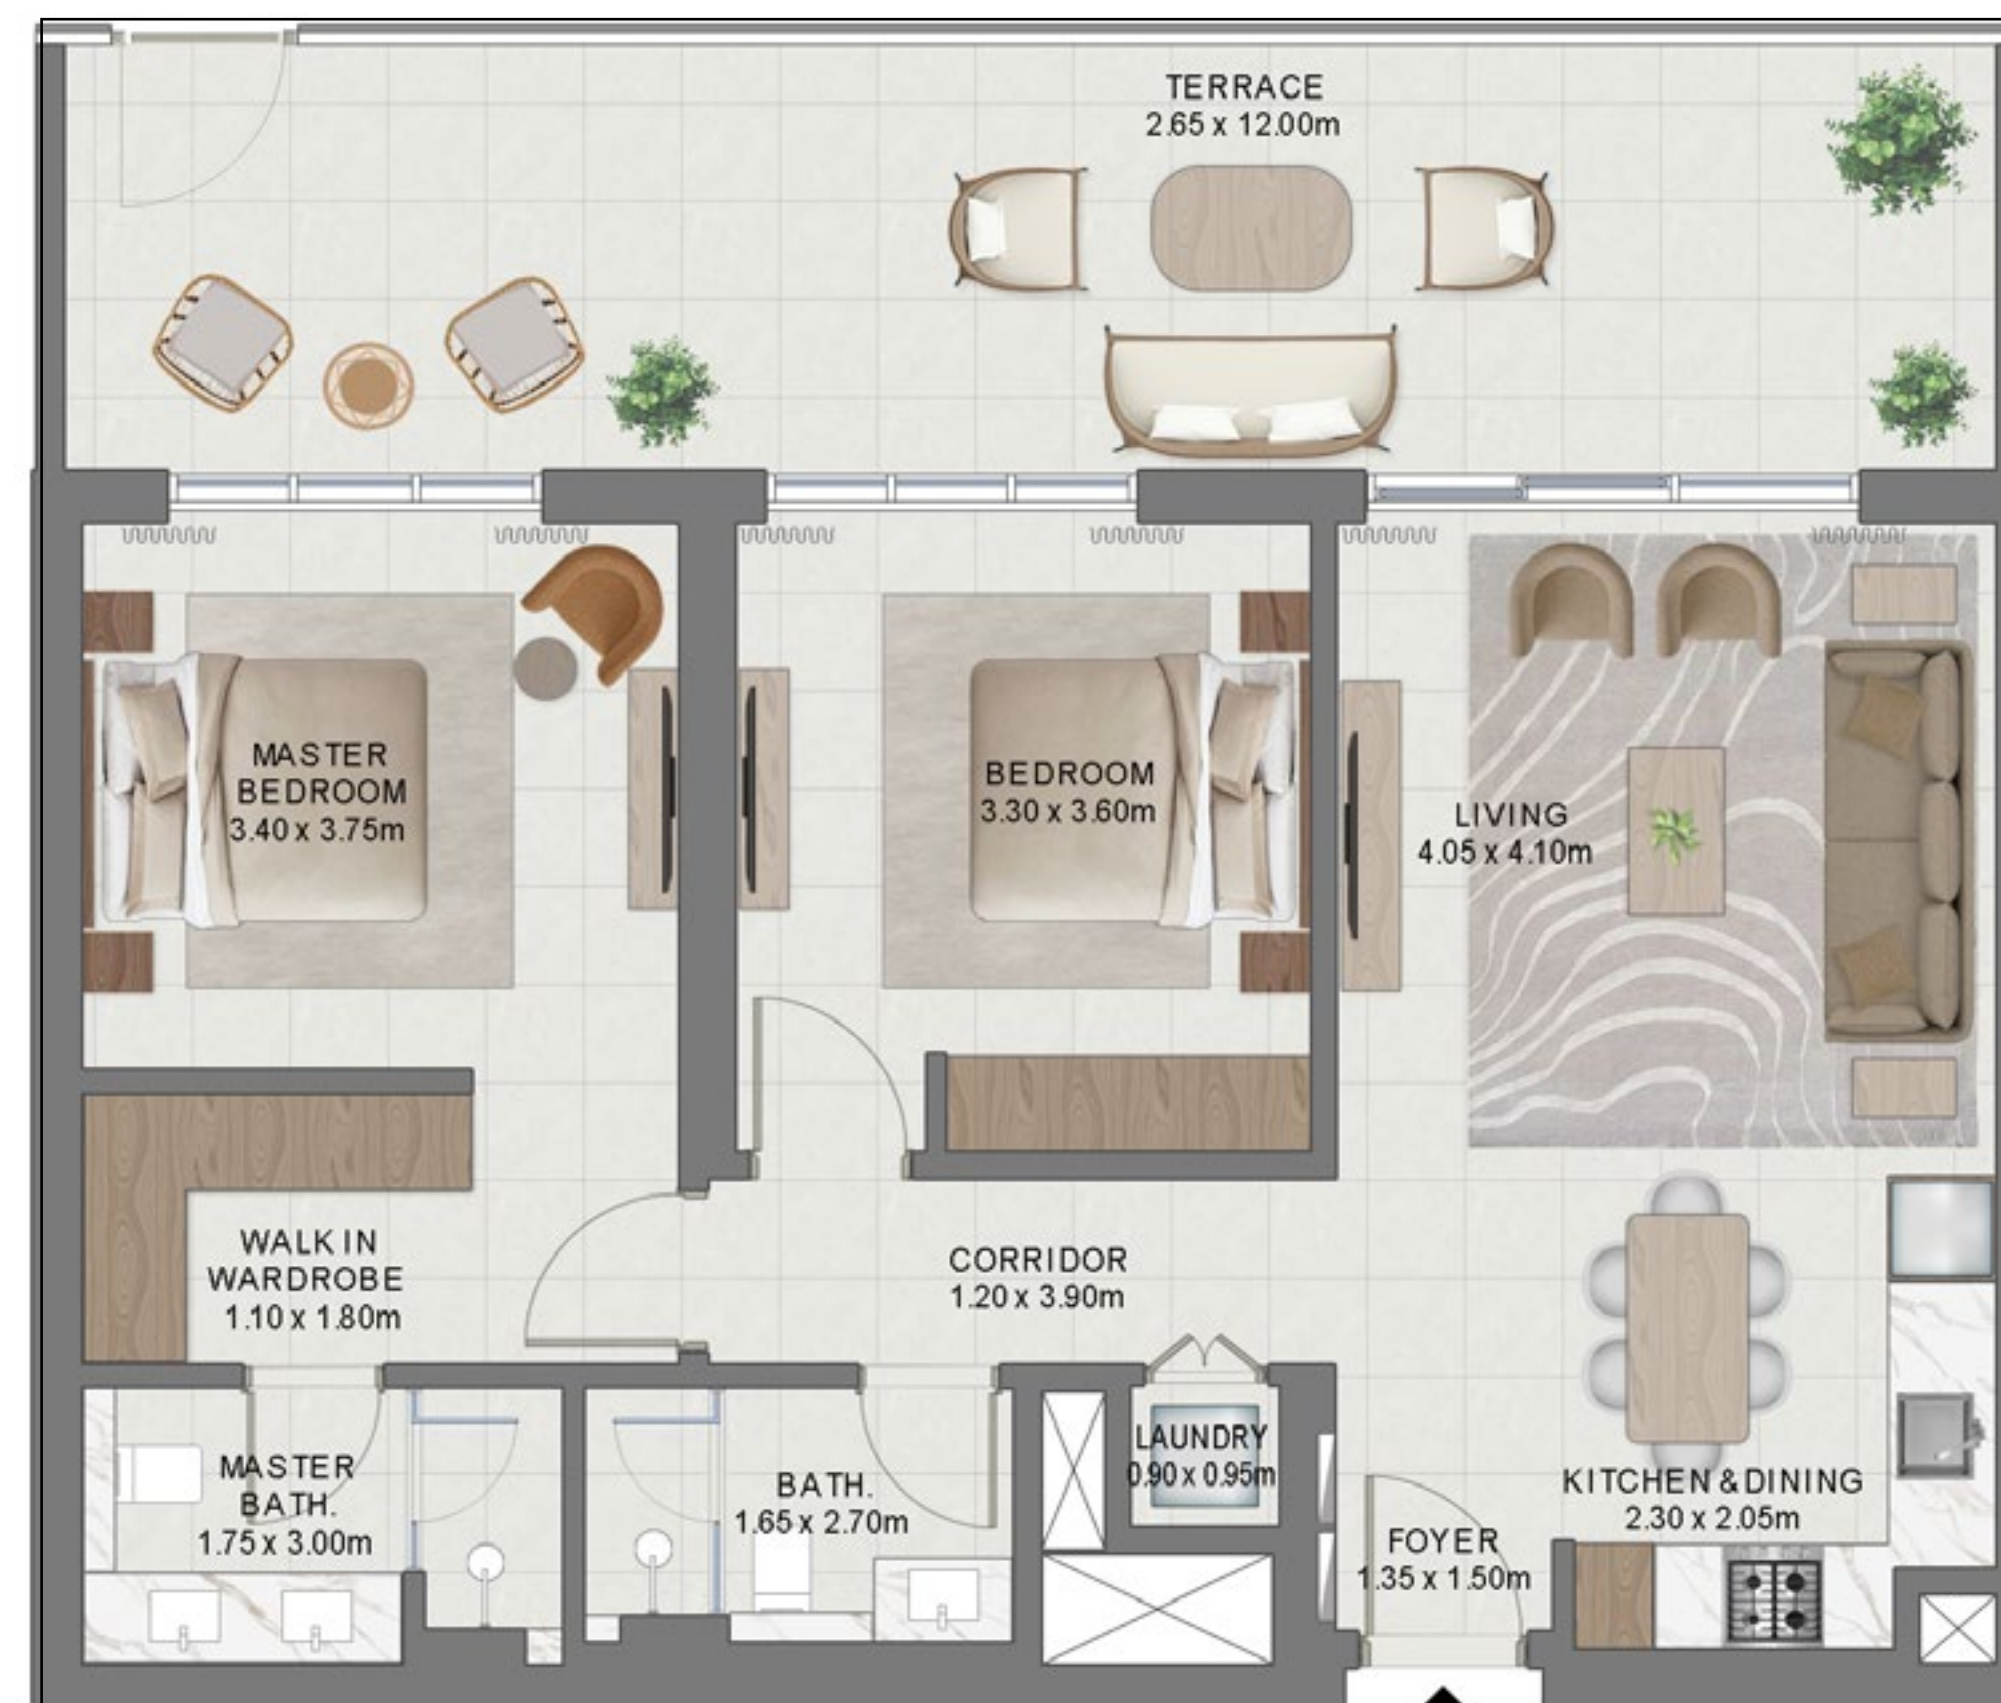 TERRACE
2.65 x 12.00m
MASTER
BEDROOM
3.40 x 3.75m
BEDROOM
3.30 x 3.60m
LIVING
4.05 x 4.10m
WALK IN
WARDROBE
1.10 x 1.80m
CORRIDOR
1.20 x 3.90m
MASTER
BATH.
1.75 x 3.00m
BATH.
1.65 x 2.70m
LAUNDRY
0.90 x 0.95m
FOYER
1.35 x 1.50m
KITCHEN & DINING
2.30 x 2.05m